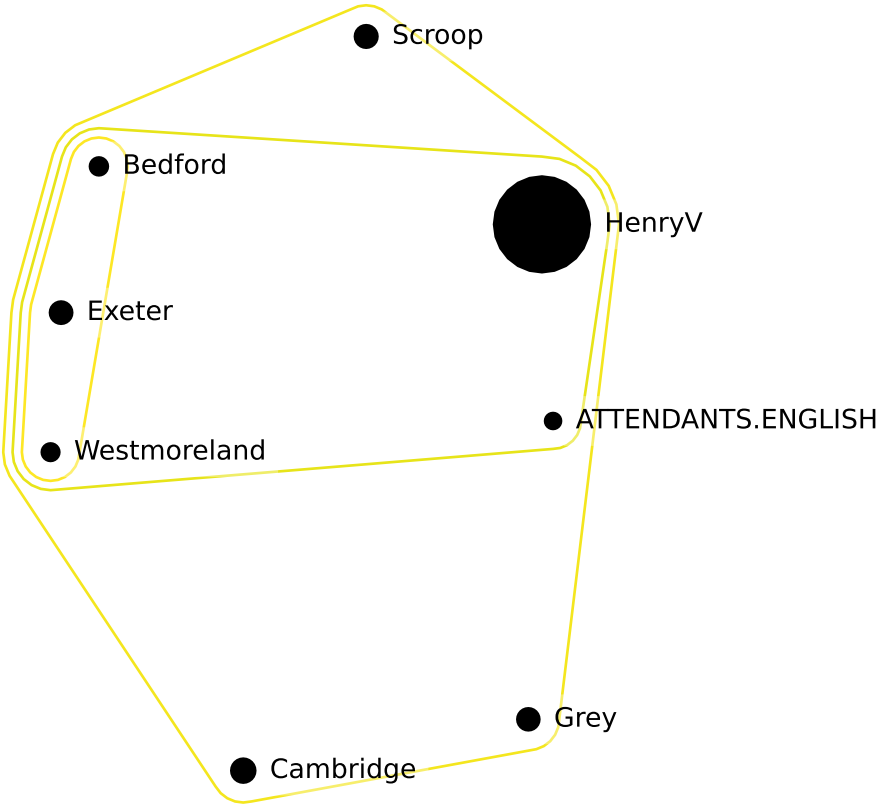 Scroop
Bedford
HenryV
Exeter
ATTENDANTS.ENGLISH
Westmoreland
Grey
Cambridge